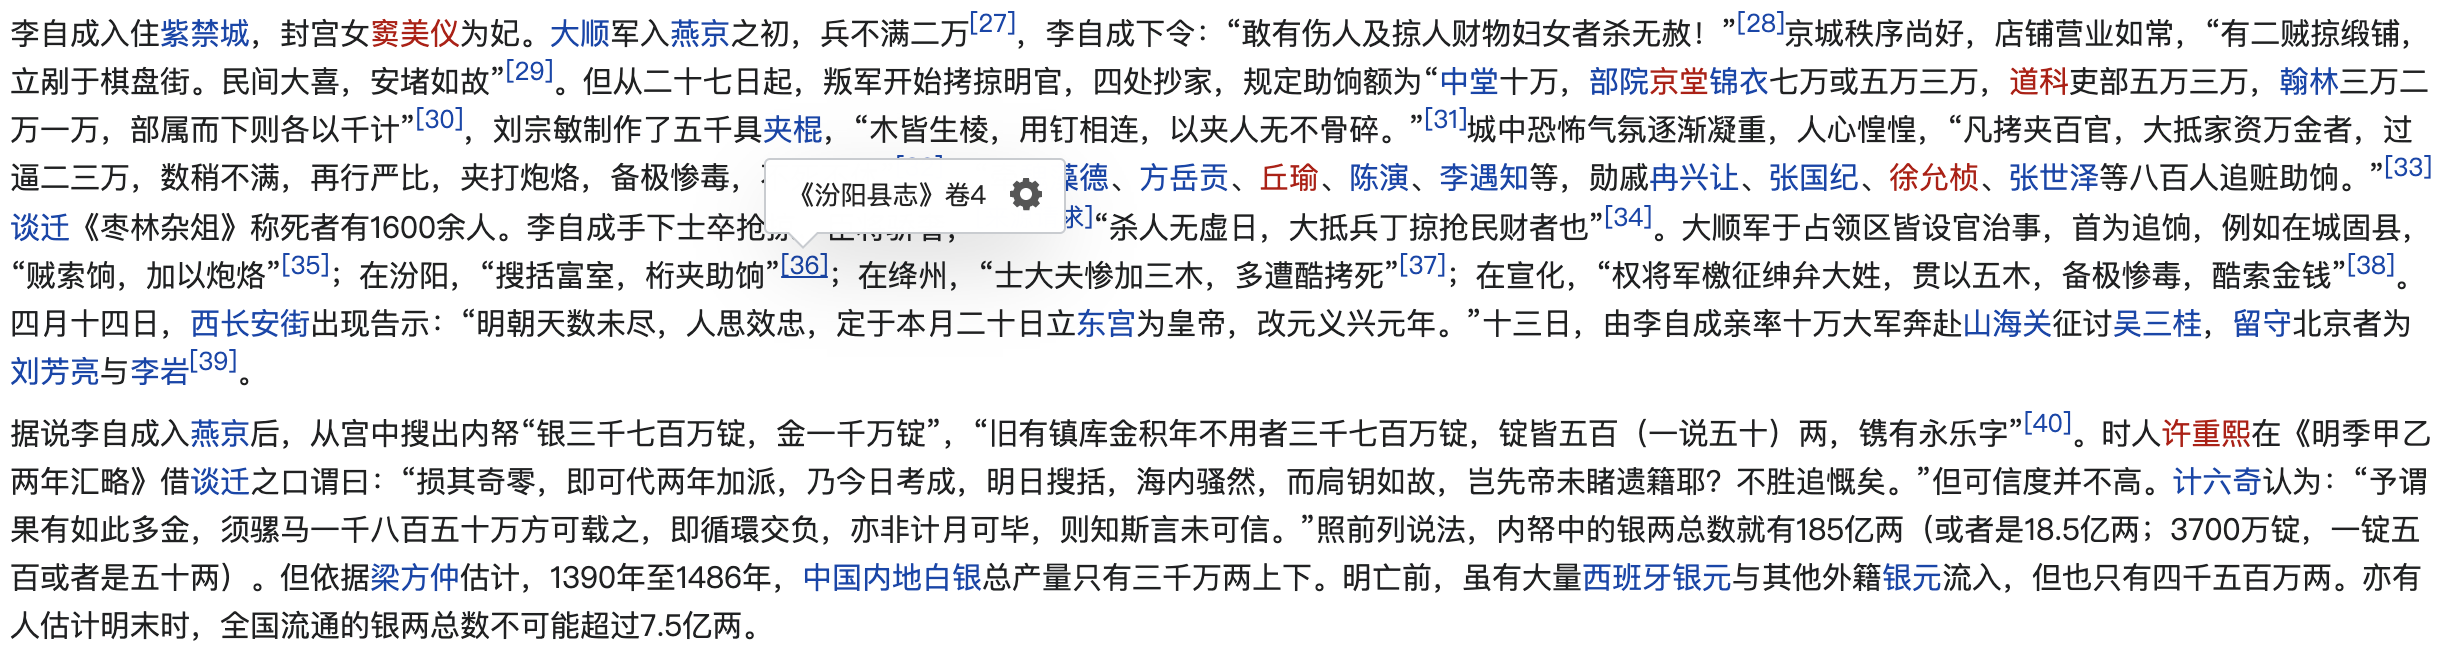 李自成入住紫禁城，封宫女窦美仪为妃。大顺军入燕京之初，兵不满二万[27]，李自成下令：“敢有伤人及掠人财物妇女者杀无赦！”[28]京城秩序尚好，店铺营业如常，“有二贼掠缎铺，
立剐于棋盘街。民间大喜，安堵如故”[29]。但从二十七日起，叛军开始拷掠明官，四处抄家，规定助饷额为“中堂十万，部院京堂锦衣七万或五万三万，道科吏部五万三万，翰林三万二
万一万，部属而下则各以千计”[30]，刘宗敏制作了五千具夹棍，“木皆生棱，用钉相连，以夹人无不骨碎。”[31]城中恐怖气氛逐渐凝重，人心惶惶，“凡拷夹百官，大抵家资万金者，过
逼二三万，数稍不满，再行严比，夹打炮烙，备极惨毒，德、方岳贡、丘瑜、陈演、李遇知等，勋戚冉兴让、张国纪、徐允桢、张世泽等八百人追赃助饷。”[33]
《汾阳县志》卷4
谈迁《枣林杂俎》称死者有1600余人。李自成手下士卒抢“杀人无虚日，大抵兵丁掠抢民财者也”[34]。大顺军于占领区皆设官治事，首为追饷，例如在城固县，
“贼索饷，加以炮烙”[35]；在汾阳，“搜括富室，桁夹助饷”[36]；在绛州，“士大夫惨加三木，多遭酷拷死”[37]；在宣化，“权将军檄征绅弁大姓，贯以五木，备极惨毒，酷索金钱”[38]。
四月十四日，西长安街出现告示：“明朝天数未尽，人思效忠，定于本月二十日立东宫为皇帝，改元义兴元年。”十三日，由李自成亲率十万大军奔赴山海关征讨吴三桂，留守北京者为
刘芳亮与李岩[39]。
据说李自成入燕京后，从宫中搜出内帑“银三千七百万锭，金一千万锭”，“旧有镇库金积年不用者三千七百万锭，锭皆五百（一说五十）两，镌有永乐字”[40]。时人许重熙在《明季甲乙
两年汇略》借谈迁之口谓曰：“损其奇零，即可代两年加派，乃今日考成，明日搜括，海内骚然，而扃钥如故，岂先帝未睹遗籍耶？不胜追慨矣。”但可信度并不高。计六奇认为：“予谓
果有如此多金，须骡马一千八百五十万方可载之，即循環交负，亦非计月可毕，则知斯言未可信。”照前列说法，内帑中的银两总数就有185亿两（或者是18.5亿两；3700万锭，一锭五
百或者是五十两）。但依据梁方仲估计，1390年至1486年，中国内地白银总产量只有三千万两上下。明亡前，虽有大量西班牙银元与其他外籍银元流入，但也只有四千五百万两。亦有
人估计明末时，全国流通的银两总数不可能超过7.5亿两。